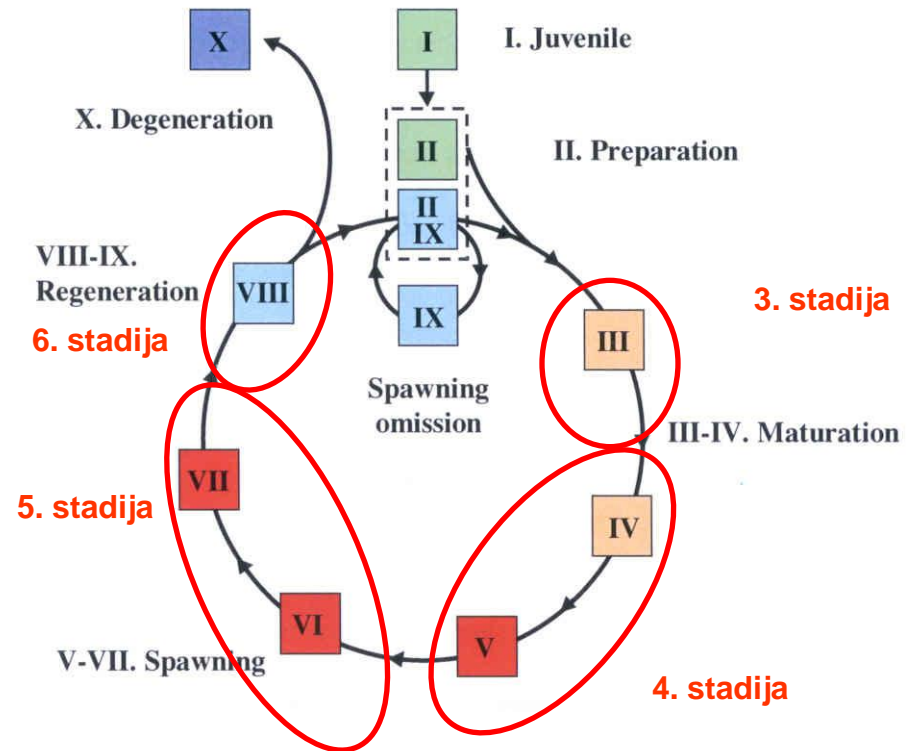 X
I
I. Juvenile
X. Degeneration
II
II. Preparation
II
IX
VIII-IX.
Regeneration
VIII
IX
6. stadija
3. stadija
III
Spawning
omission
III-IV. Maturation
VII
5. stadija
IV
VI
V
V-VII. Spawning
4. stadija